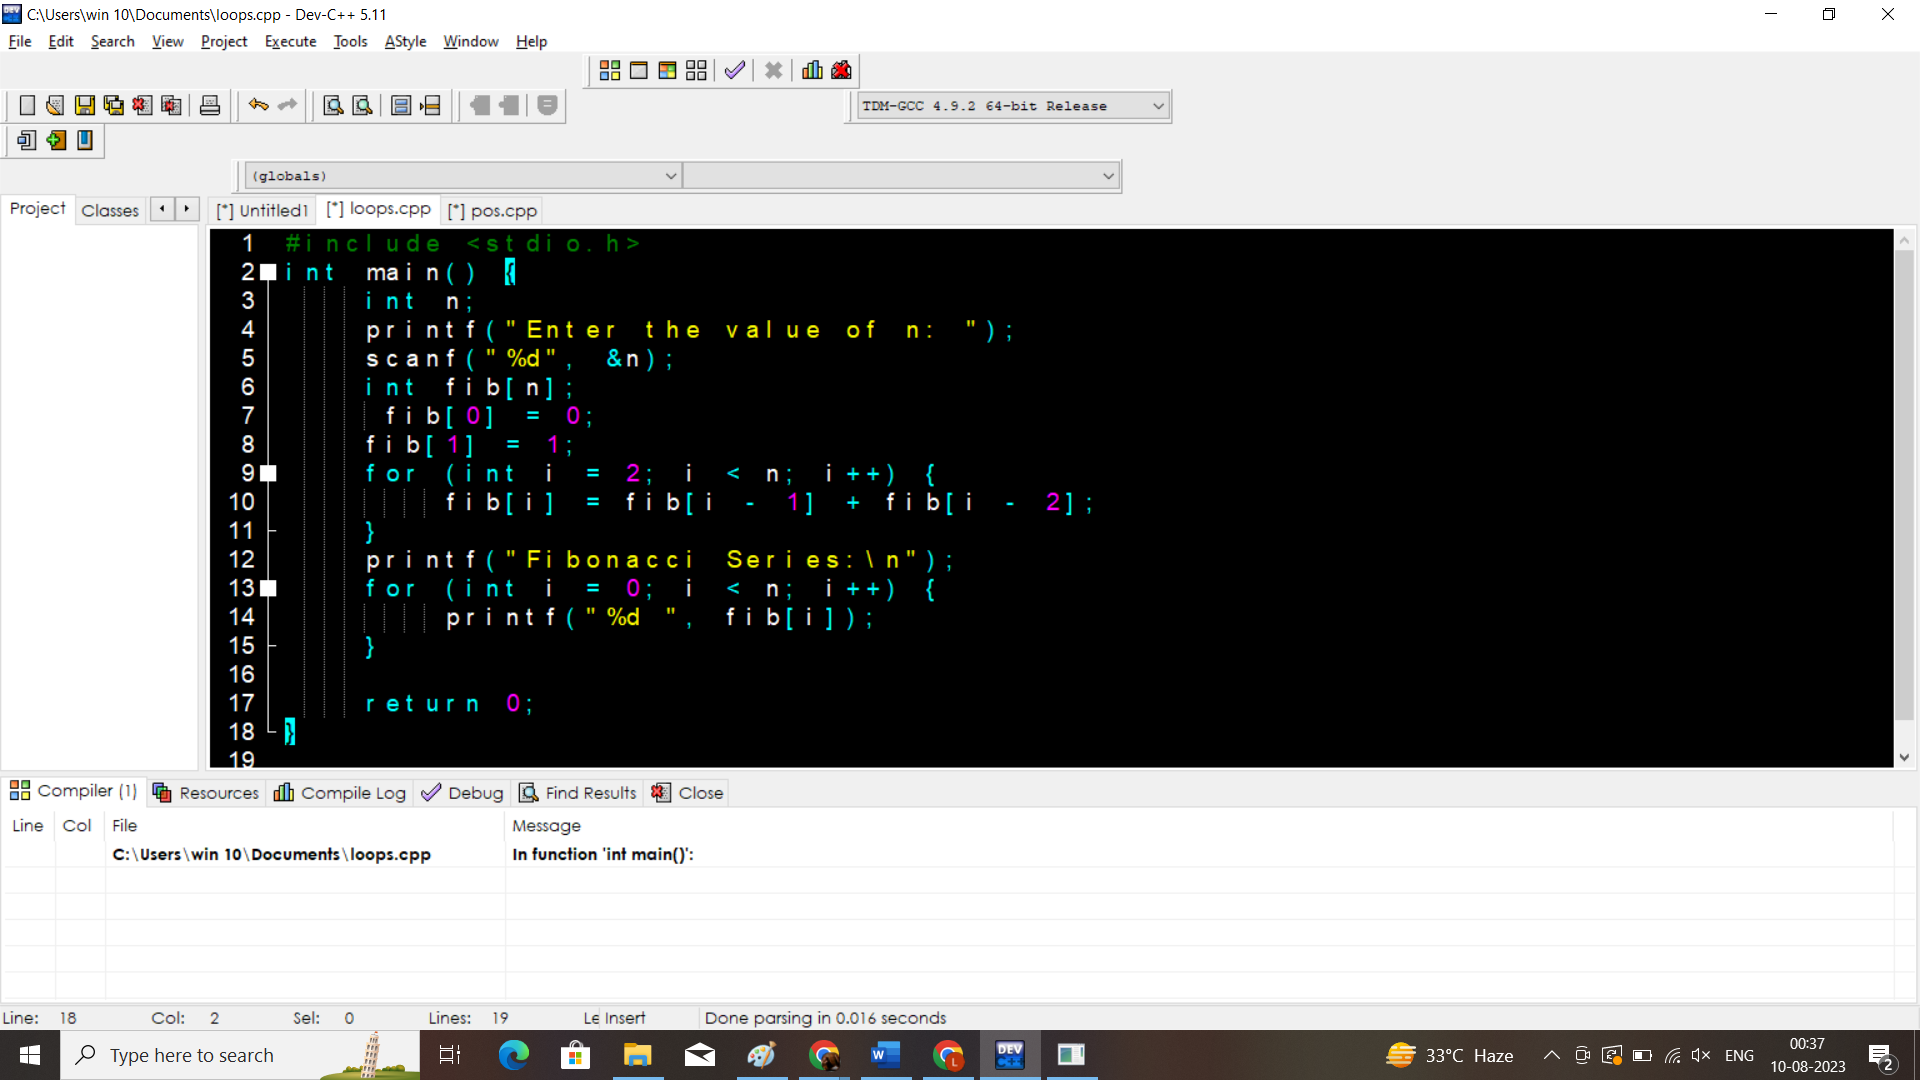 C:\Users\win 10\Documents\loops.cpp - Dev-C++ 5.11
File Edit Search View Project Execute Tools AStyle Window Help
TDM-GCC 4.9.2 64-bit Release
(globals)
Project Classes [*] Untitled1 [*] loops.cpp [*] pos.cpp
1 #include <stdio.h>
2 int main() {
3 int n;
4 printf("Enter the value of n: ");
5 scanf("%d", &n);
6 int fib[n];
7 fib[0] = 0;
8 fib[1] = 1;
9 for (int i = 2; i < n; i++) {
10 fib[i] = fib[i - 1] + fib[i - 2];
11 }
12 printf("Fibonacci Series:\n");
13 for (int i = 0; i < n; i++) {
14 printf("%d ", fib[i]);
15 }
16
17 return 0;
18 }
19
Compiler (1) Resources Compile Log Debug Find Results Close
Line Col File Message
C:\Users\win 10\Documents\loops.cpp In function 'int main()':
Line: 18 Col: 2 Sel: 0 Lines: 19 Le Insert Done parsing in 0.016 seconds
Type here to search DEV C++ 33°C Haze ENG 00:37
10-08-2023 2